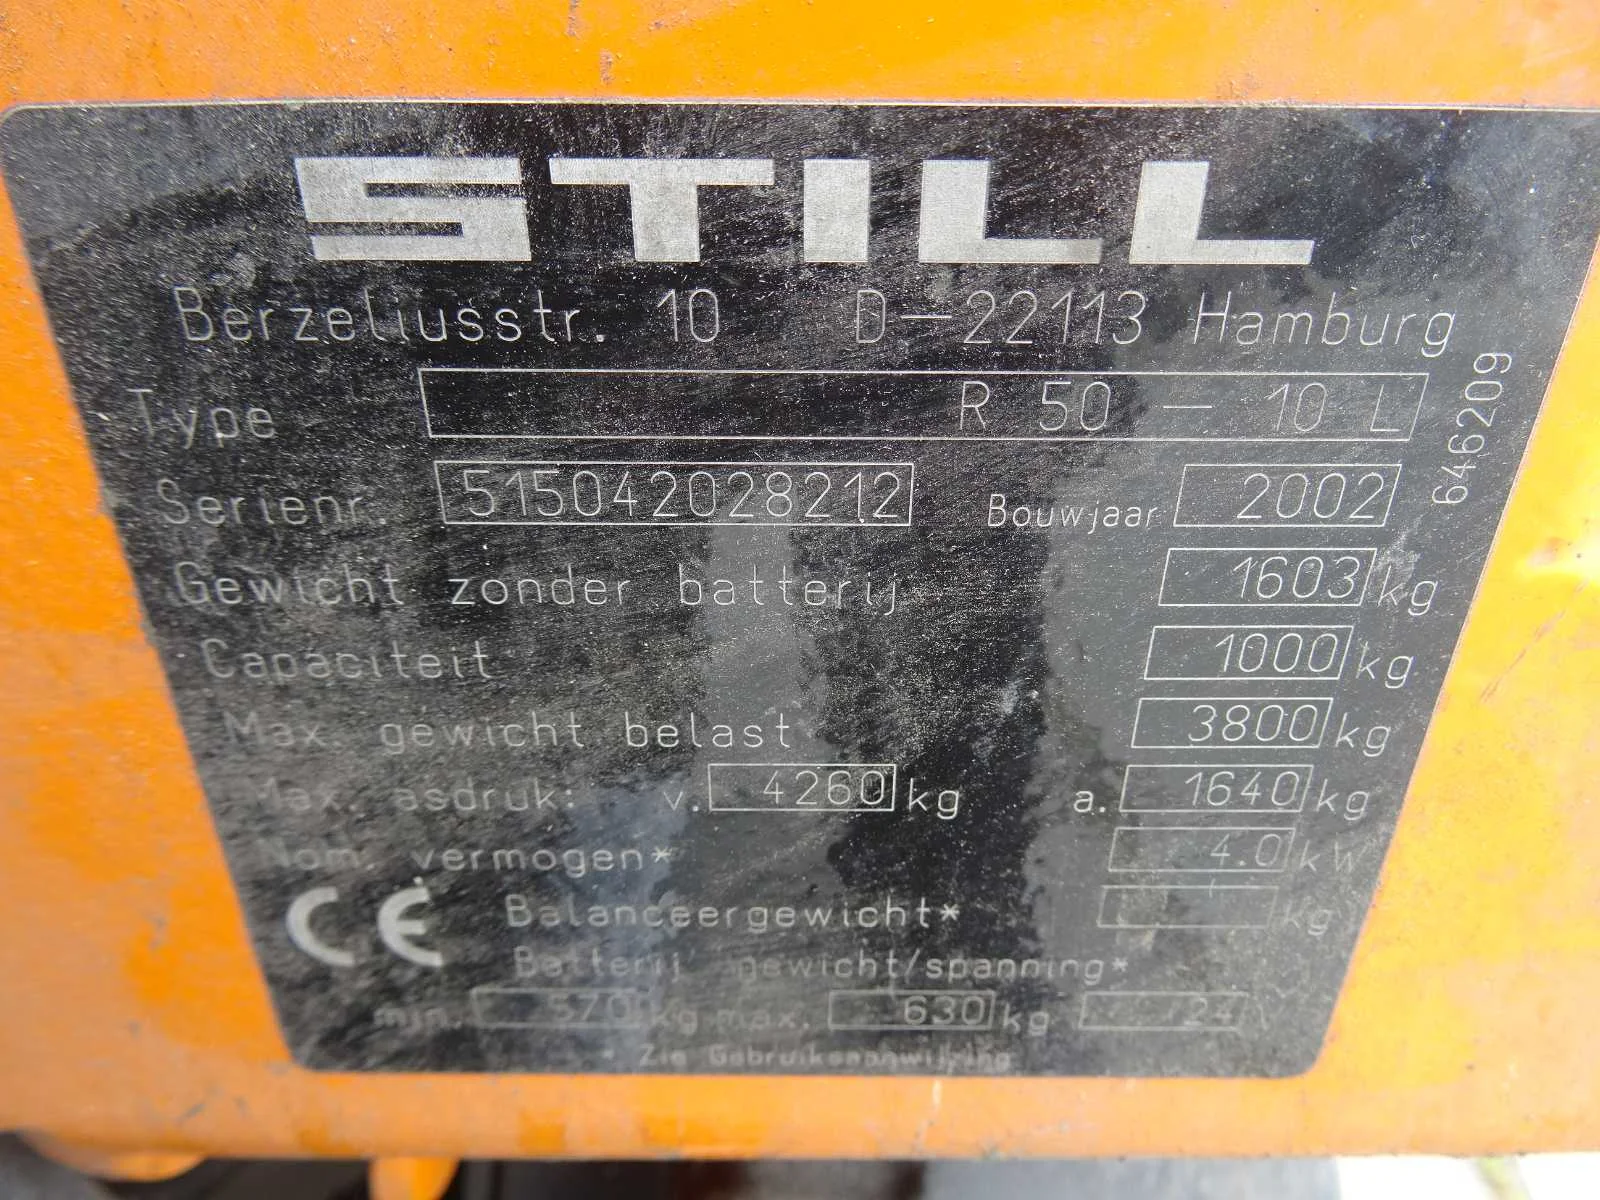 STILL
Berzeliusstr. 10 D-22113 Hamburg
Type R 50 - 10 L
646209
Serienr. 515042028212 Bouwjaar 2002
Gewicht zonder batterij 1603 kg
Capaciteit 1000 kg
Max. gewicht belast 3800 kg
Max. asdruk: v. 4260 kg a. 1640 kg
Nom. vermogen* 4.0 kW
CE Balanceergewicht* kg
Batterij gewicht/spanning*
min. 570 kg max. 630 kg 24 V
* Zie Gebruiksaanwijzing